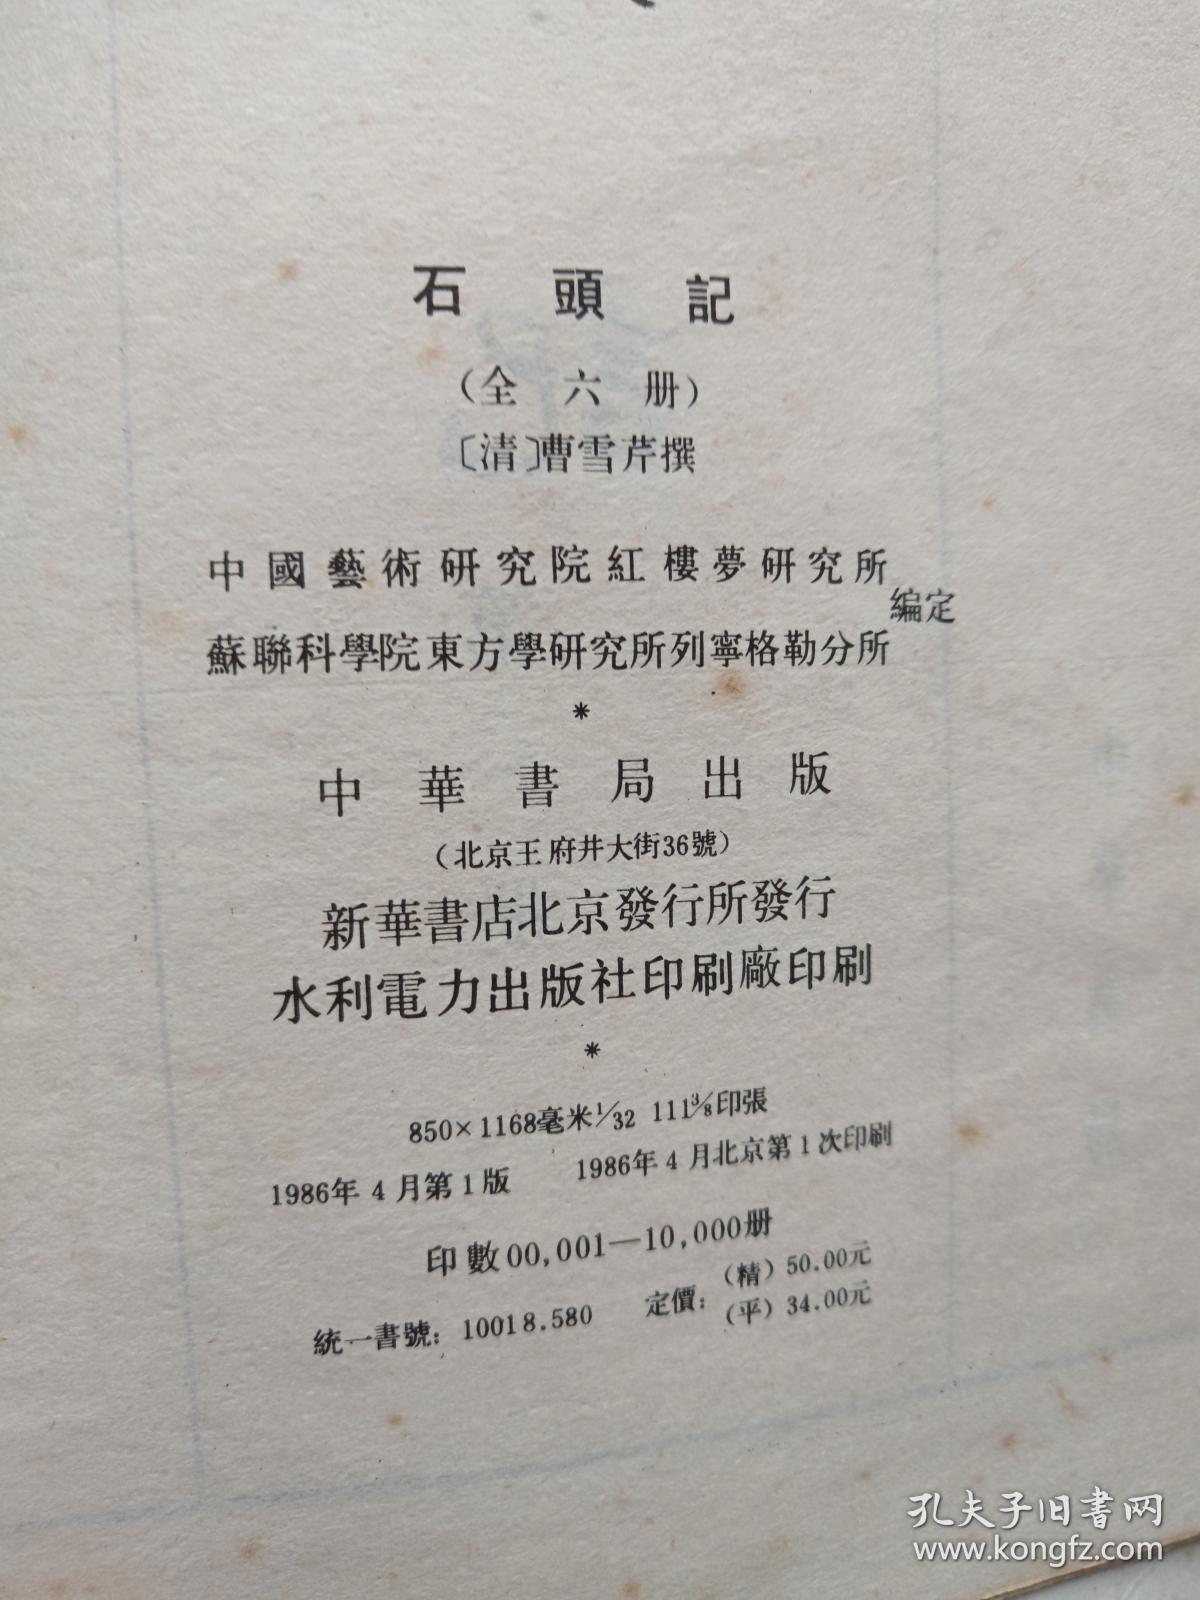 石頭記
（全六册）
〔清〕曹雪芹撰
中國藝術研究院紅樓夢研究所
蘇聯科學院東方學研究所列寧格勒分所
編定
*
中華書局出版
（北京王府井大街36號）
新華書店北京發行所發行
水利電力出版社印刷廠印刷
*
850×1168毫米1/32 111 3/8印張
1986年4月第1版 1986年4月北京第1次印刷
印數00,001—10,000册
統一書號：10018.580 定價：（精）50.00元
（平）34.00元
孔夫子旧书网
www.kongfz.com